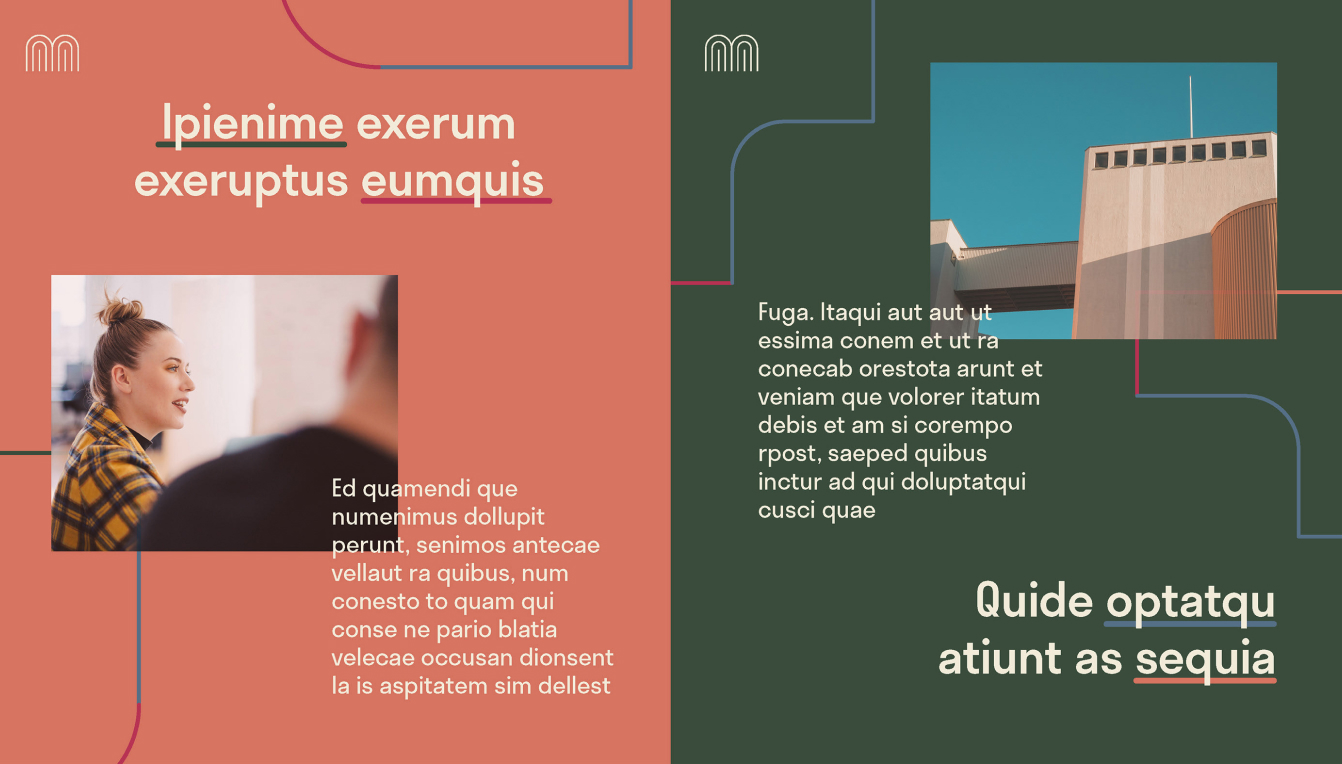 Ipienime exerum
exeruptus eumquis
Ed quamendi que
numenimus dollupit
perunt, senimos antecae
vellaut ra quibus, num
conesto to quam qui
conse ne pario blatia
velecae occusan dionsent
la is aspitatem sim dellest
Fuga. Itaqui aut aut ut
essima conem et ut ra
conecab orestota arunt et
veniam que volorer itatum
debis et am si corempo
rpost, saeped quibus
inctur ad qui doluptatqui
cusci quae
Quide optatqu
atiunt as sequia